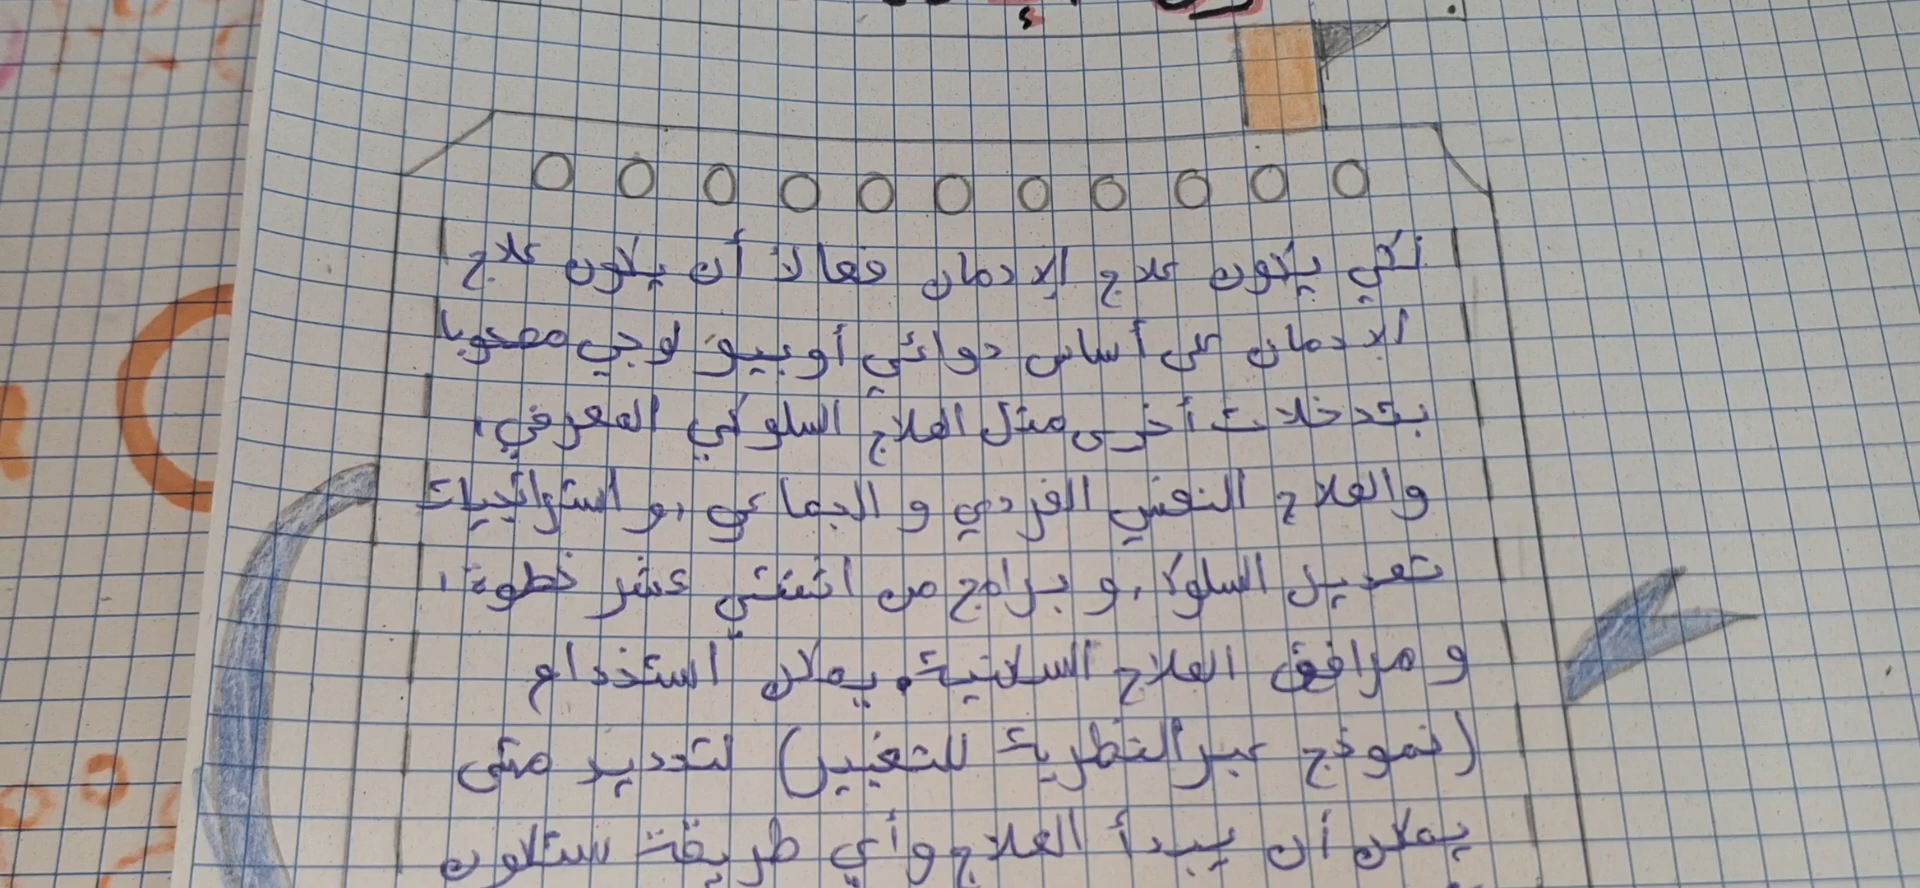 لكي يكون علاج الإدمان فعالا أن يكون علاج
الإدمان على أساس دوائي أو بيولوجي مصحوبا
بتدخلات أخرى مثل العلاج السلوكي المعرفي،
والعلاج النفسي الفردي و الجماعي، و استراتيجيات
تعديل السلوك، و برامج من اثنتي عشر خطوة،
و مرافق العلاج السكنية. يمكن استخدام
(نموذج عبر النظرية للتغيير) لتحديد متى
يمكن أن يبدأ العلاج وأي طريقة ستكون